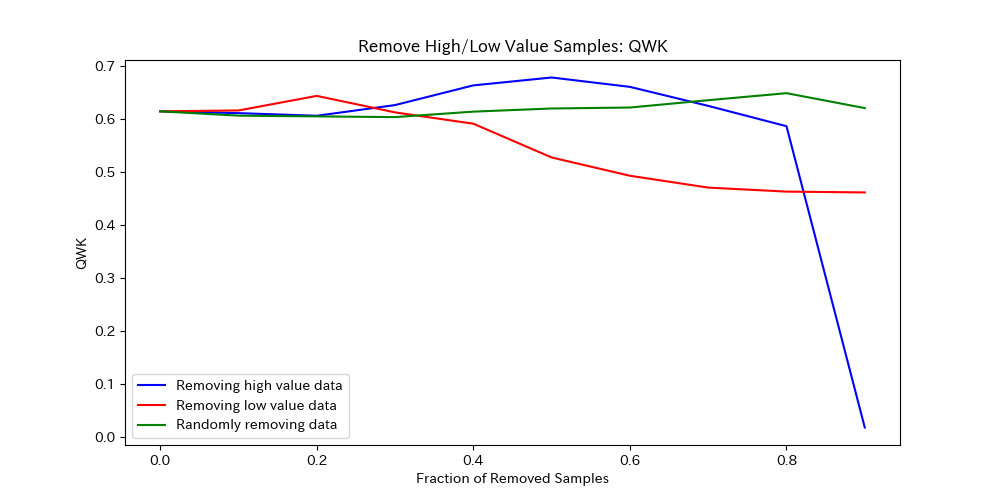 Remove High/Low Value Samples: QWK
QWK
0.7
0.6
0.5
0.4
0.3
0.2
0.1
0.0
Removing high value data
Removing low value data
Randomly removing data
0.0 0.2 0.4 0.6 0.8
Fraction of Removed Samples